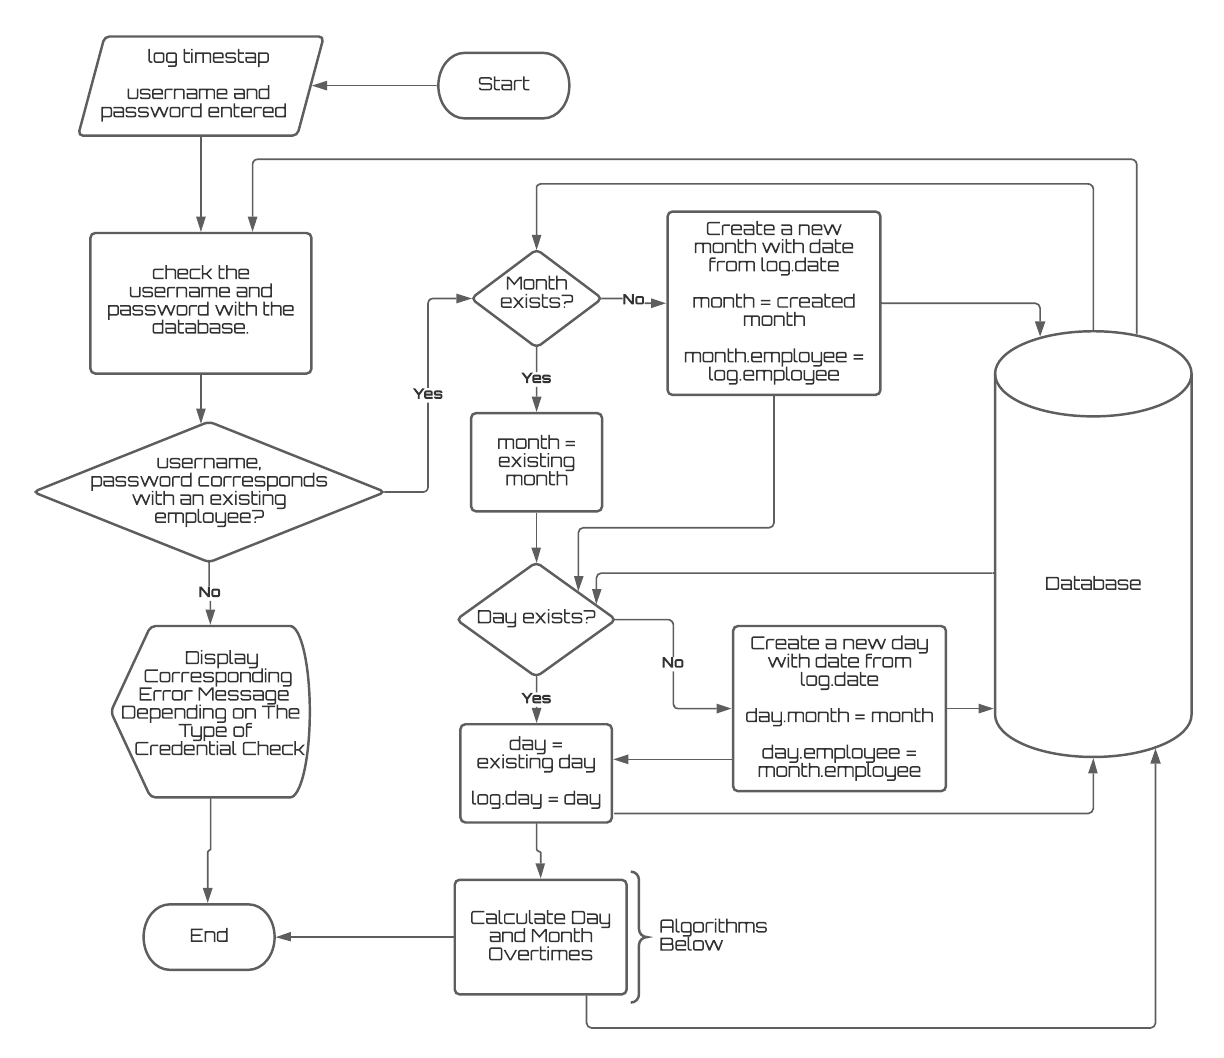 log timestap
username and
password entered
Start
check the
username and
password with the
database.
username,
password corresponds
with an existing
employee?
Yes
No
Display
Corresponding
Error Message
Depending on The
Type of
Credential Check
End
Month
exists?
No
Create a new
month with date
from log.date
month = created
month
month.employee =
log.employee
Yes
month =
existing
month
Day exists?
No
Create a new day
with date from
log.date
day.month = month
day.employee =
month.employee
Yes
day =
existing day
log.day = day
Calculate Day
and Month
Overtimes
Algorithms
Below
Database